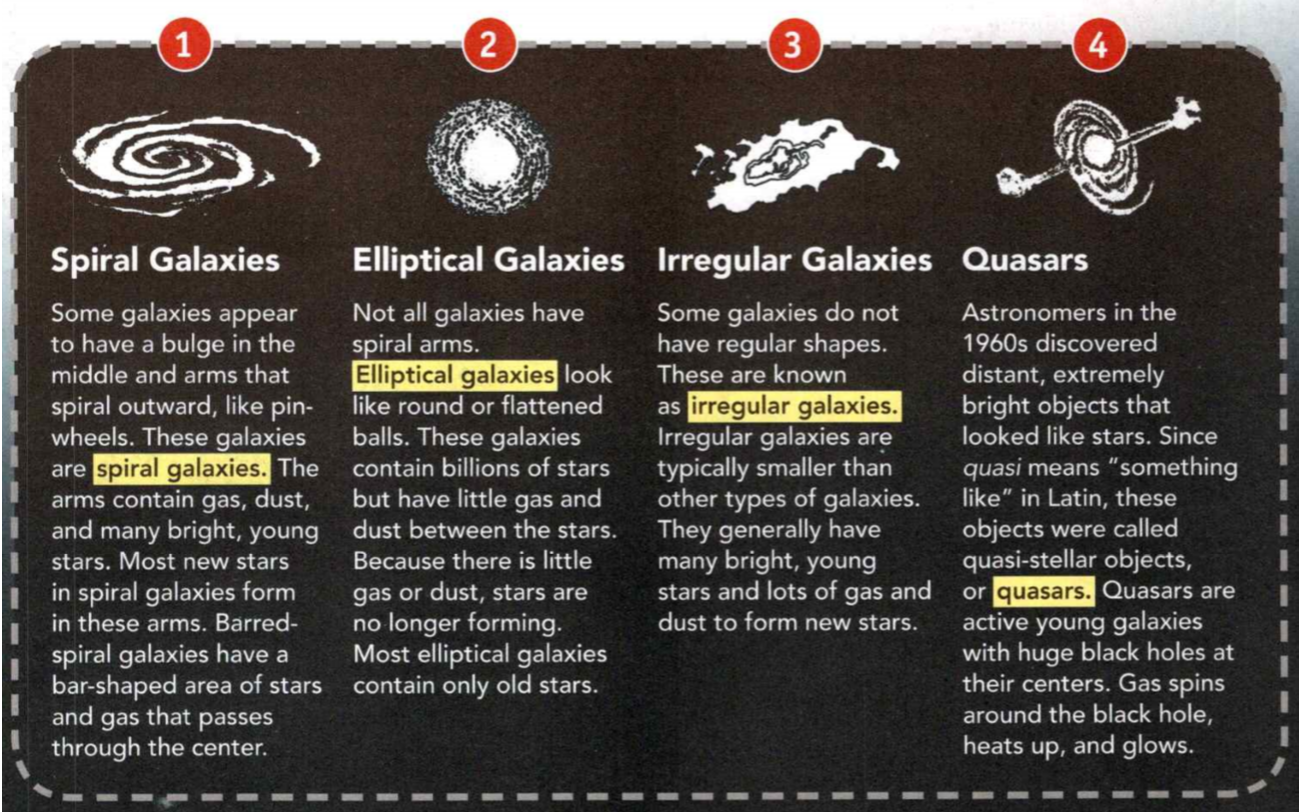 1
2
3
4
Spiral Galaxies
Some galaxies appear
to have a bulge in the
middle and arms that
spiral outward, like pin-
wheels. These galaxies
are spiral galaxies. The
arms contain gas, dust,
and many bright, young
stars. Most new stars
in spiral galaxies form
in these arms. Barred-
spiral galaxies have a
bar-shaped area of stars
and gas that passes
through the center.
Elliptical Galaxies
Not all galaxies have
spiral arms.
Elliptical galaxies look
like round or flattened
balls. These galaxies
contain billions of stars
but have little gas and
dust between the stars.
Because there is little
gas or dust, stars are
no longer forming.
Most elliptical galaxies
contain only old stars.
Irregular Galaxies
Some galaxies do not
have regular shapes.
These are known
as irregular galaxies.
Irregular galaxies are
typically smaller than
other types of galaxies.
They generally have
many bright, young
stars and lots of gas and
dust to form new stars.
Quasars
Astronomers in the
1960s discovered
distant, extremely
bright objects that
looked like stars. Since
quasi means "something
like" in Latin, these
objects were called
quasi-stellar objects,
or quasars. Quasars are
active young galaxies
with huge black holes at
their centers. Gas spins
around the black hole,
heats up, and glows.